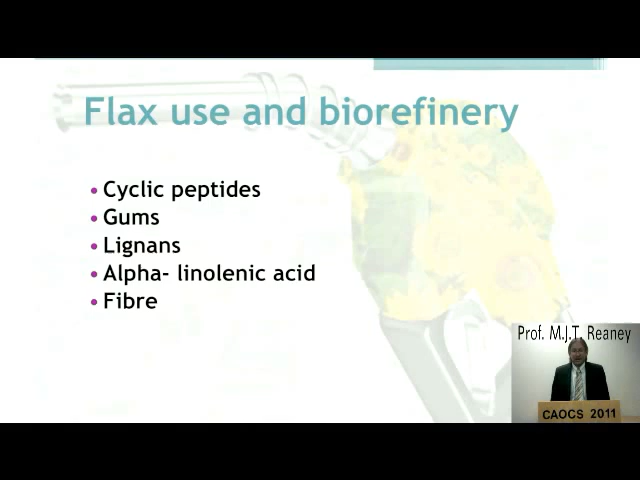 Flax use and biorefinery
• Cyclic peptides
• Gums
• Lignans
• Alpha- linolenic acid
• Fibre
Prof. M.J.T. Reaney
CAOCS 2011